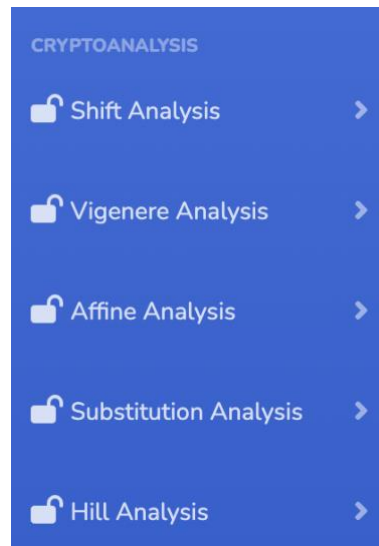 CRYPTOANALYSIS
Shift Analysis
Vigenere Analysis
Affine Analysis
Substitution Analysis
Hill Analysis